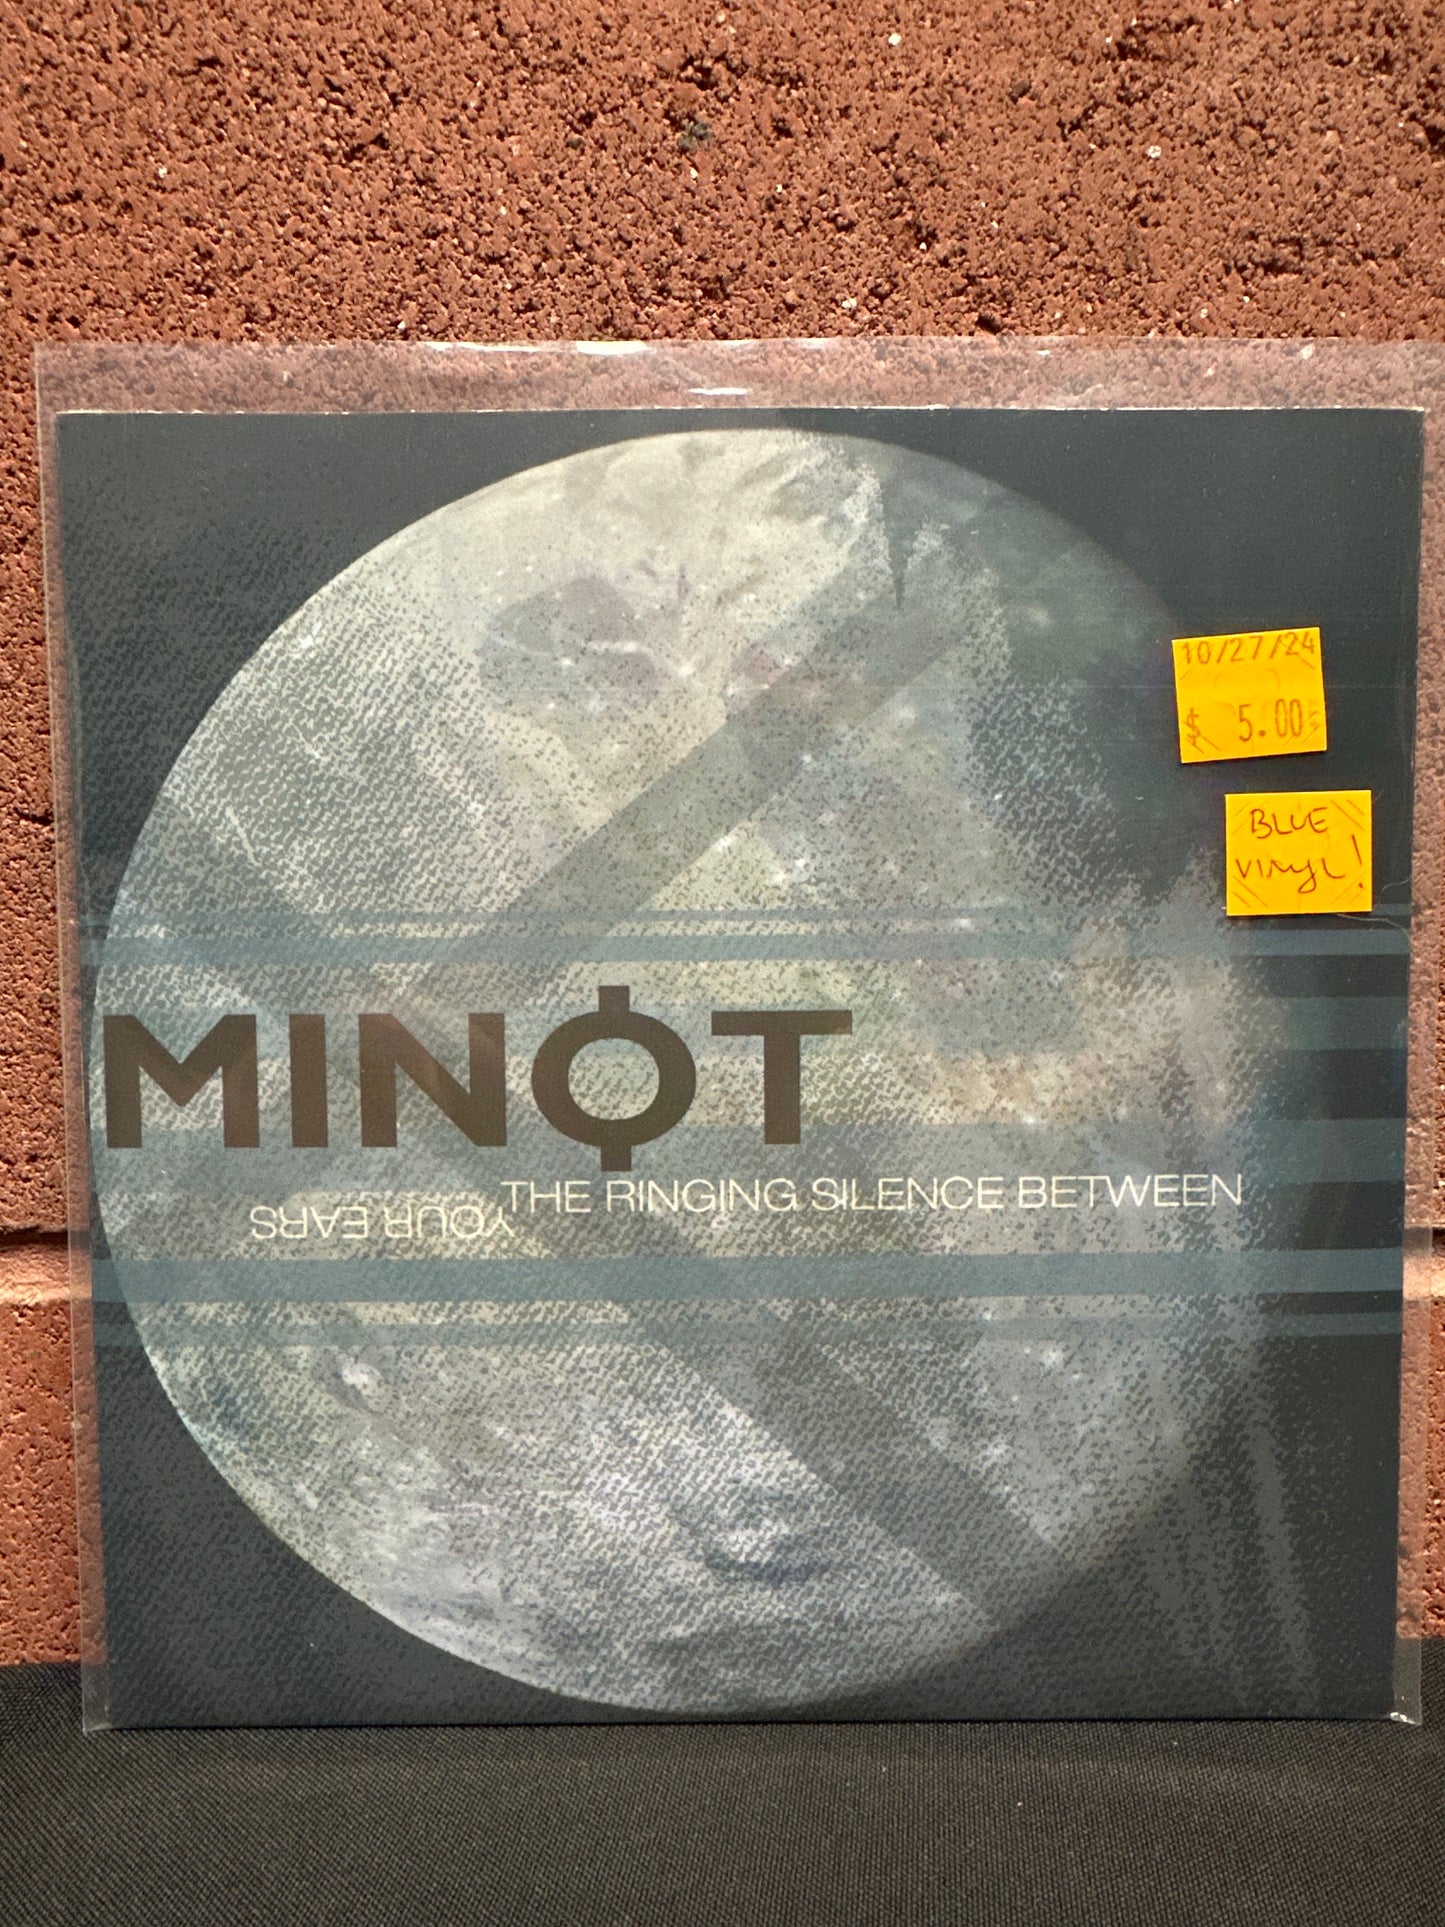 10/27/24
$ 5.00
BLUE
VINYL!
MINOT
THE RINGING SILENCE BETWEEN
YOUR EARS